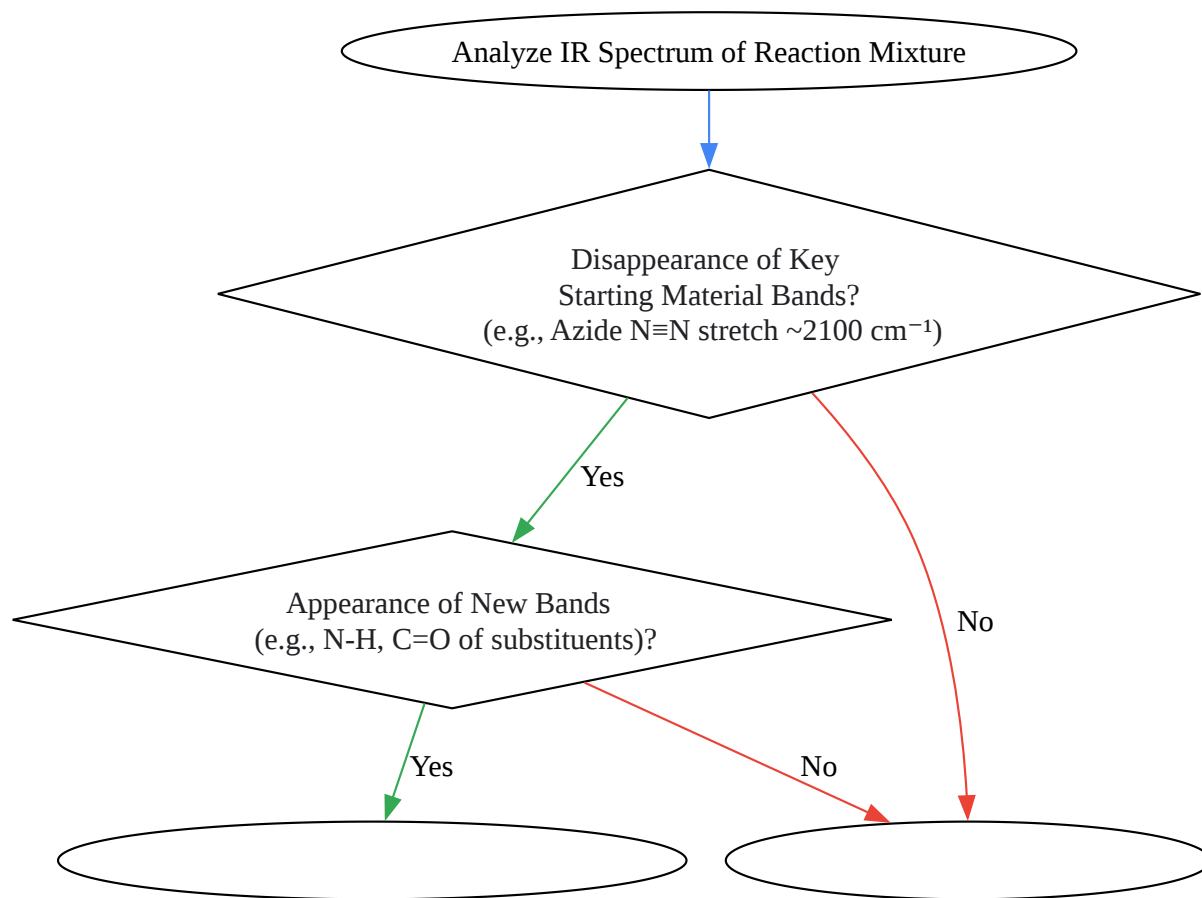 Analyze IR Spectrum of Reaction Mixture
Disappearance of Key
Starting Material Bands?
(e.g., Azide N≡N stretch ~2100 cm⁻¹)
Yes
No
Appearance of New Bands
(e.g., N-H, C=O of substituents)?
Yes
No